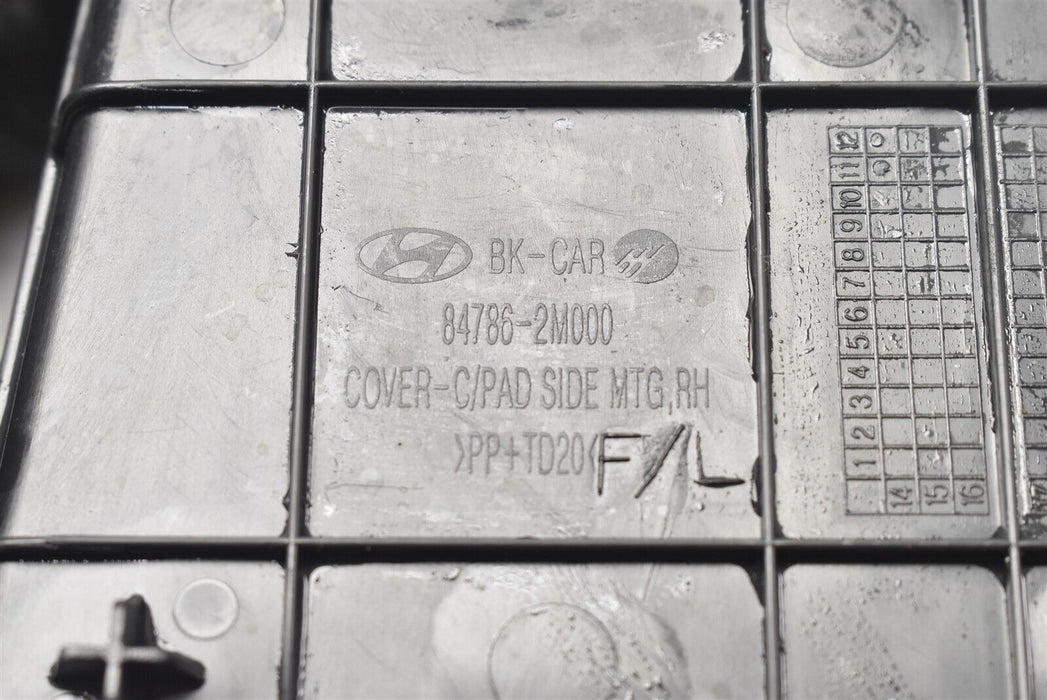 BK-CAR
84786-2M000
COVER-C/PAD SIDE MTG,RH
>PP+TD20< F/L
12
11
10
9
8
7
6
5
4
3
2
1
14 15 16 17